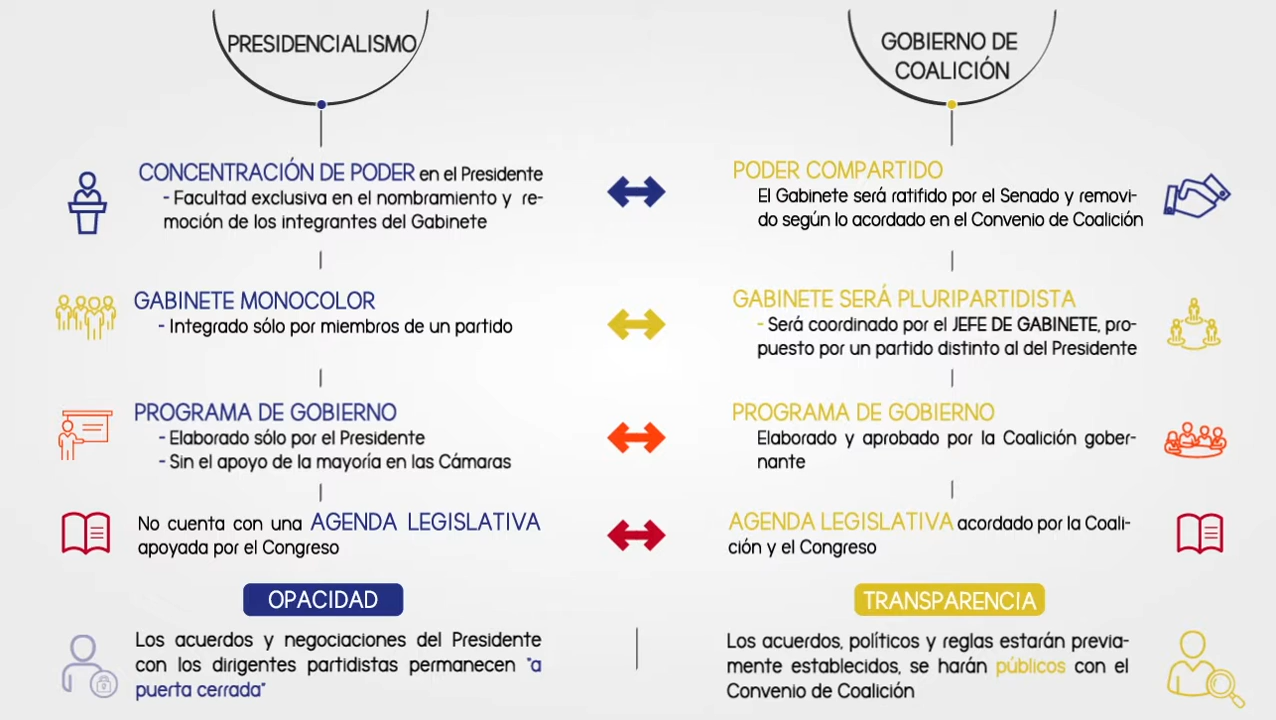 PRESIDENCIALISMO
CONCENTRACIÓN DE PODER en el Presidente
- Facultad exclusiva en el nombramiento y re-
moción de los integrantes del Gabinete
GABINETE MONOCOLOR
- Integrado sólo por miembros de un partido
PROGRAMA DE GOBIERNO
- Elaborado sólo por el Presidente
- Sin el apoyo de la mayoría en las Cámaras
No cuenta con una AGENDA LEGISLATIVA
apoyada por el Congreso
OPACIDAD
Los acuerdos y negociaciones del Presidente
con los dirigentes partidistas permanecen "a
puerta cerrada"
GOBIERNO DE
COALICIÓN
PODER COMPARTIDO
El Gabinete será ratifido por el Senado y removi-
do según lo acordado en el Convenio de Coalición
GABINETE SERÁ PLURIPARTIDISTA
- Será coordinado por el JEFE DE GABINETE, pro-
puesto por un partido distinto al del Presidente
PROGRAMA DE GOBIERNO
Elaborado y aprobado por la Coalición gober-
nante
AGENDA LEGISLATIVA acordado por la Coali-
ción y el Congreso
TRANSPARENCIA
Los acuerdos, políticos y reglas estarán previa-
mente establecidos, se harán públicos con el
Convenio de Coalición